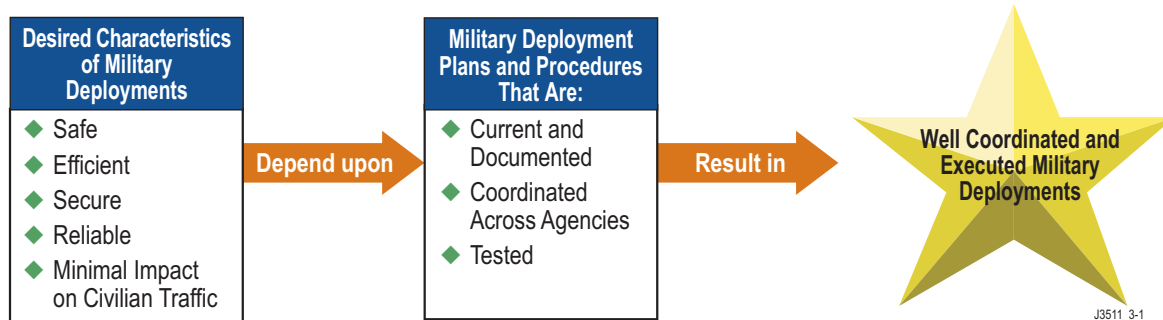 Desired Characteristics
of Military
Deployments
Safe
Efficient
Secure
Reliable
Minimal Impact
on Civilian Traffic
Depend upon
Military Deployment
Plans and Procedures
That Are:
Current and
Documented
Coordinated
Across Agencies
Tested
Result in
Well Coordinated and
Executed Military
Deployments
J3511 3-1